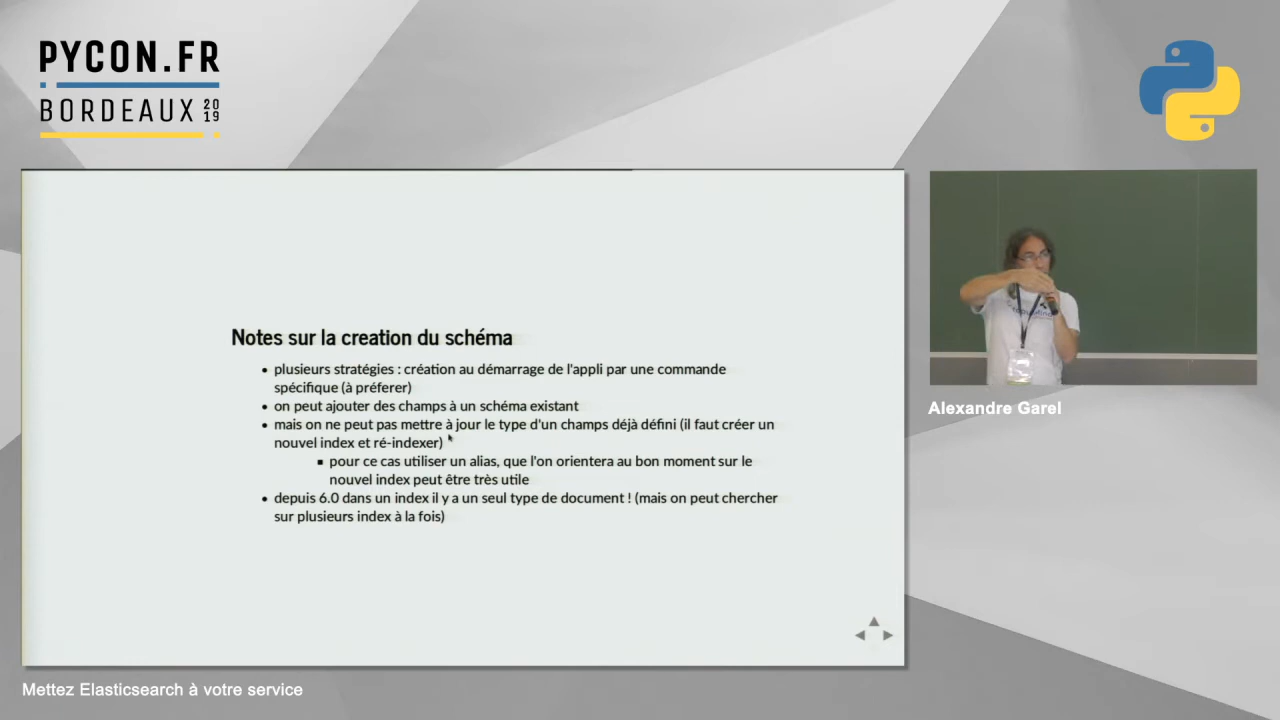 PYCON.FR
BORDEAUX 2019
Notes sur la creation du schéma
• plusieurs stratégies : création au démarrage de l'appli par une commande
spécifique (à préferer)
• on peut ajouter des champs à un schéma existant
• mais on ne peut pas mettre à jour le type d'un champs déjà défini (il faut créer un
nouvel index et ré-indexer)
▪ pour ce cas utiliser un alias, que l'on orientera au bon moment sur le
nouvel index peut être très utile
• depuis 6.0 dans un index il y a un seul type de document ! (mais on peut chercher
sur plusieurs index à la fois)
Alexandre Garel
Mettez Elasticsearch à votre service